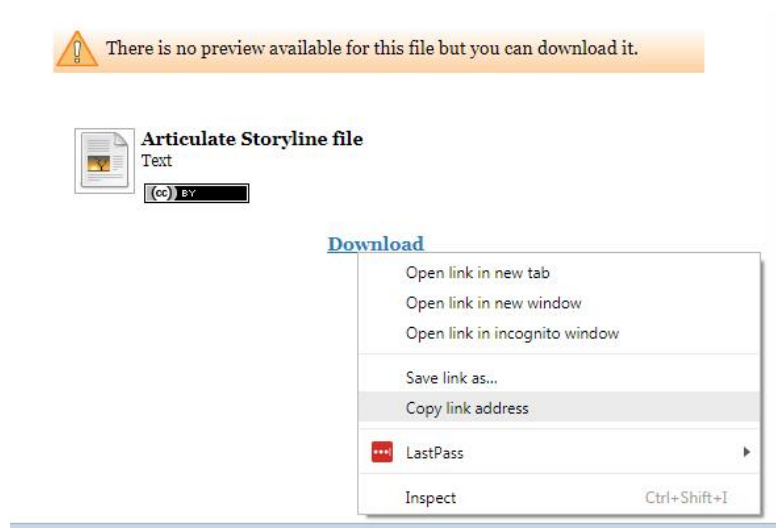 There is no preview available for this file but you can download it.
Articulate Storyline file
Text
(cc) BY
Download
Open link in new tab
Open link in new window
Open link in incognito window
Save link as...
Copy link address
LastPass
Inspect Ctrl+Shift+I